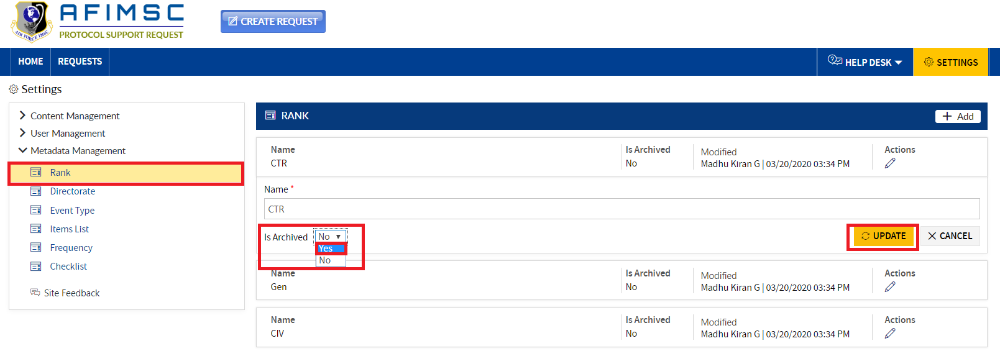 AFIMSC
PROTOCOL SUPPORT REQUEST
AIR FORCE IMSC
CREATE REQUEST
HOME
REQUESTS
HELP DESK
SETTINGS
Settings
Content Management
User Management
Metadata Management
Rank
Directorate
Event Type
Items List
Frequency
Checklist
Site Feedback
RANK
+ Add
Name Is Archived Modified Actions
CTR No Madhu Kiran G | 03/20/2020 03:34 PM
Name *
CTR
Is Archived No
UPDATE
CANCEL
Yes
No
Name Is Archived Modified Actions
Gen No Madhu Kiran G | 03/20/2020 03:34 PM
Name Is Archived Modified Actions
CIV No Madhu Kiran G | 03/20/2020 03:34 PM